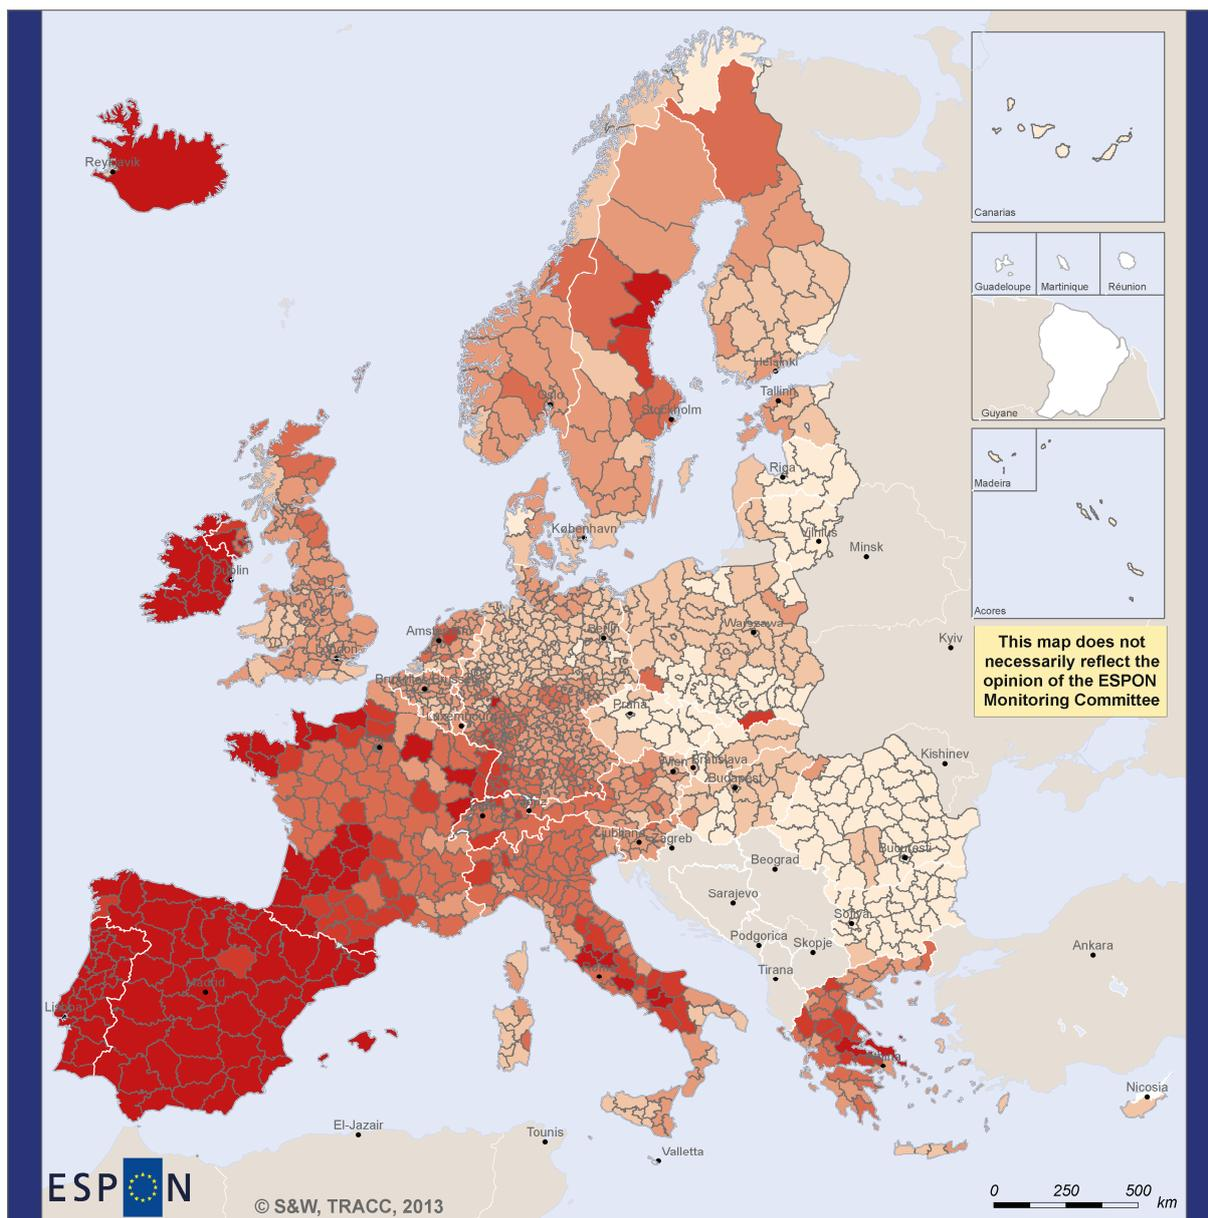 Reykjavik
Canarias
Guadeloupe
Martinique
Réunion
Guyane
Madeira
Acores
Helsinki
Tallinn
Oslo
Stockholm
Riga
København
Vilnius
Minsk
Dublin
Amsterdam
Berlin
Warszawa
Kyiv
London
This map does not
necessarily reflect the
opinion of the ESPON
Monitoring Committee
Praha
Kishinev
Wien
Bratislava
Budapest
Ljubljana
Zagreb
Bucuresti
Beograd
Sarajevo
Sofiya
Podgorica
Skopje
Tirana
Ankara
Roma
Madrid
Lisboa
Athina
Nicosia
El-Jazair
Tounis
Valletta
ESPON
© S&W, TRACC, 2013
0 250 500
km